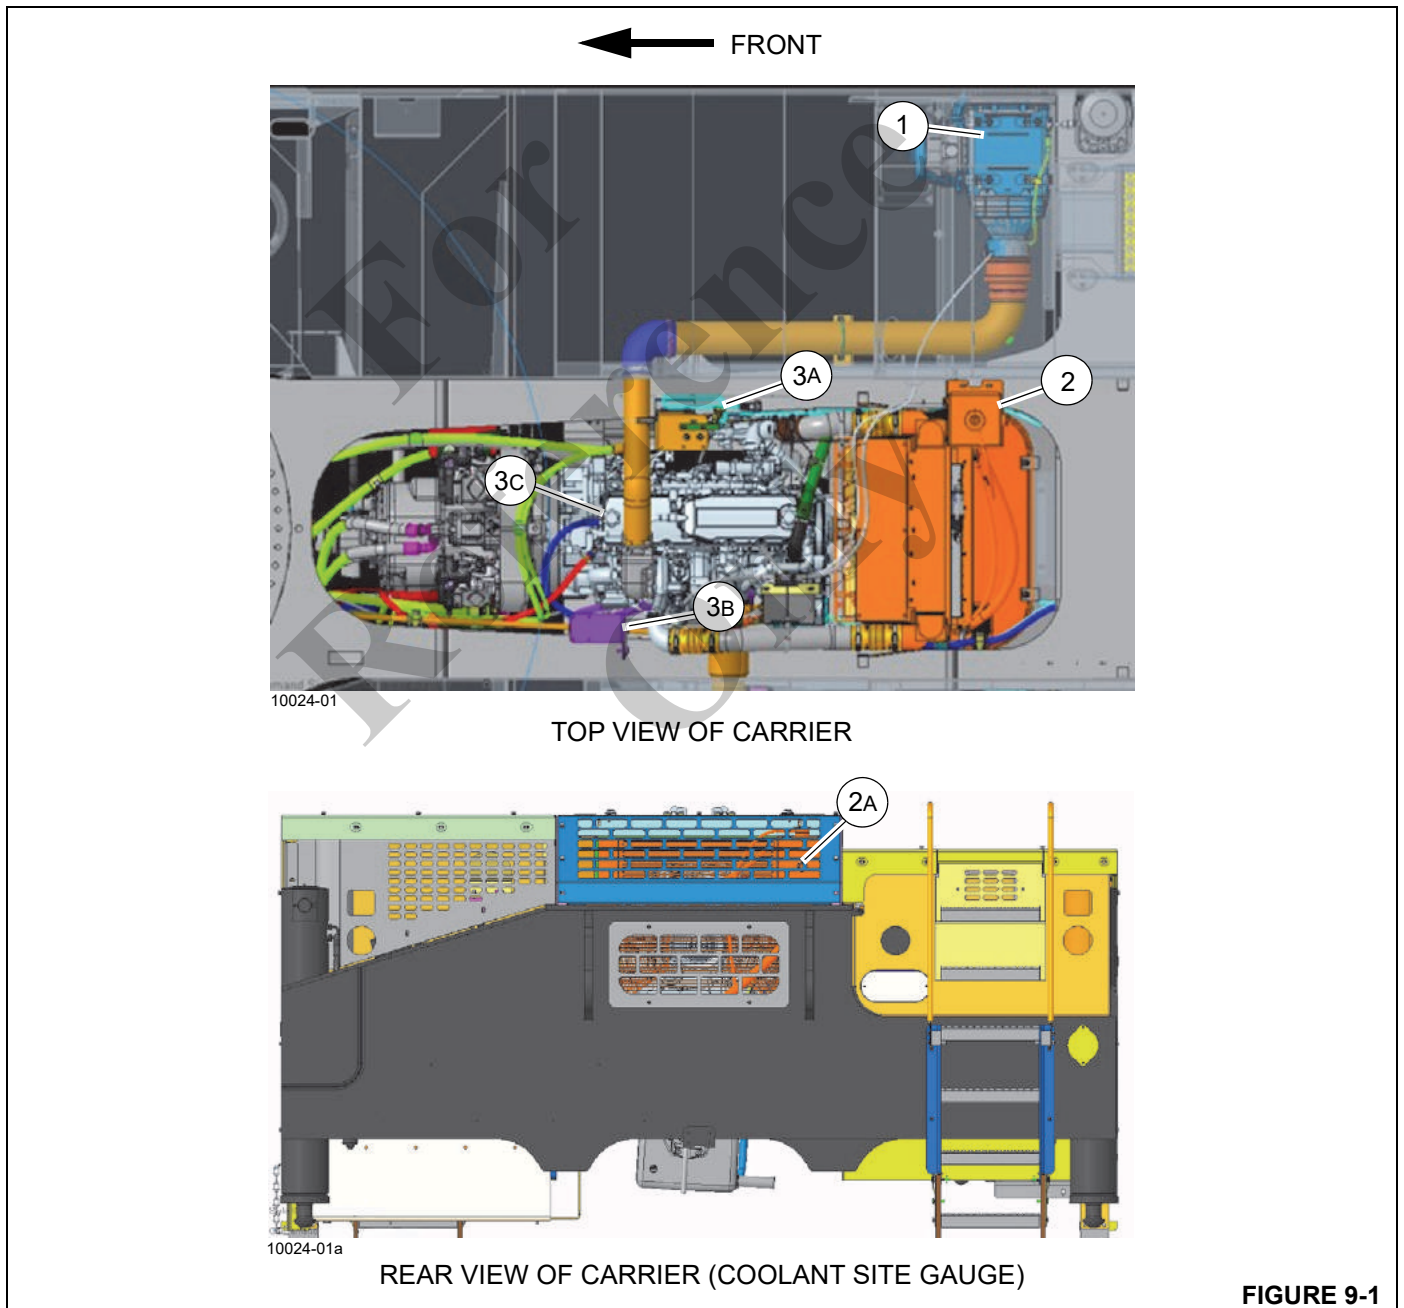 FRONT
1
3A
2
3C
3B
10024-01
TOP VIEW OF CARRIER
For Reference Only
2A
10024-01a
REAR VIEW OF CARRIER (COOLANT SITE GAUGE)
FIGURE 9-1